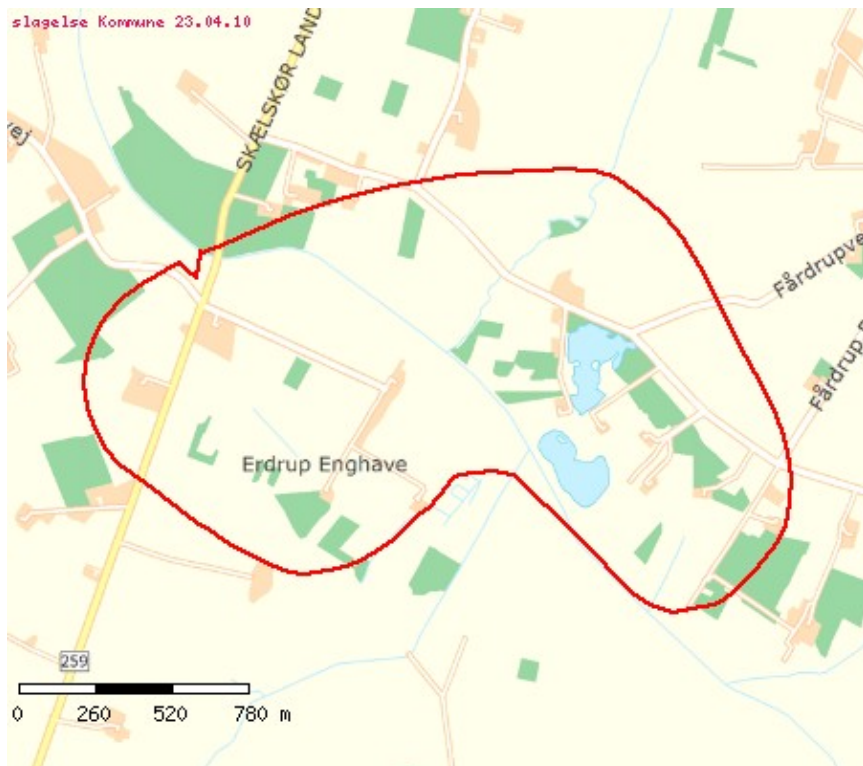 slagelse Kommune 23.04.10
SKÆLSKØR LAND
Fårdrupve
Fårdrup
Erdrup Enghave
259
0 260 520 780 m